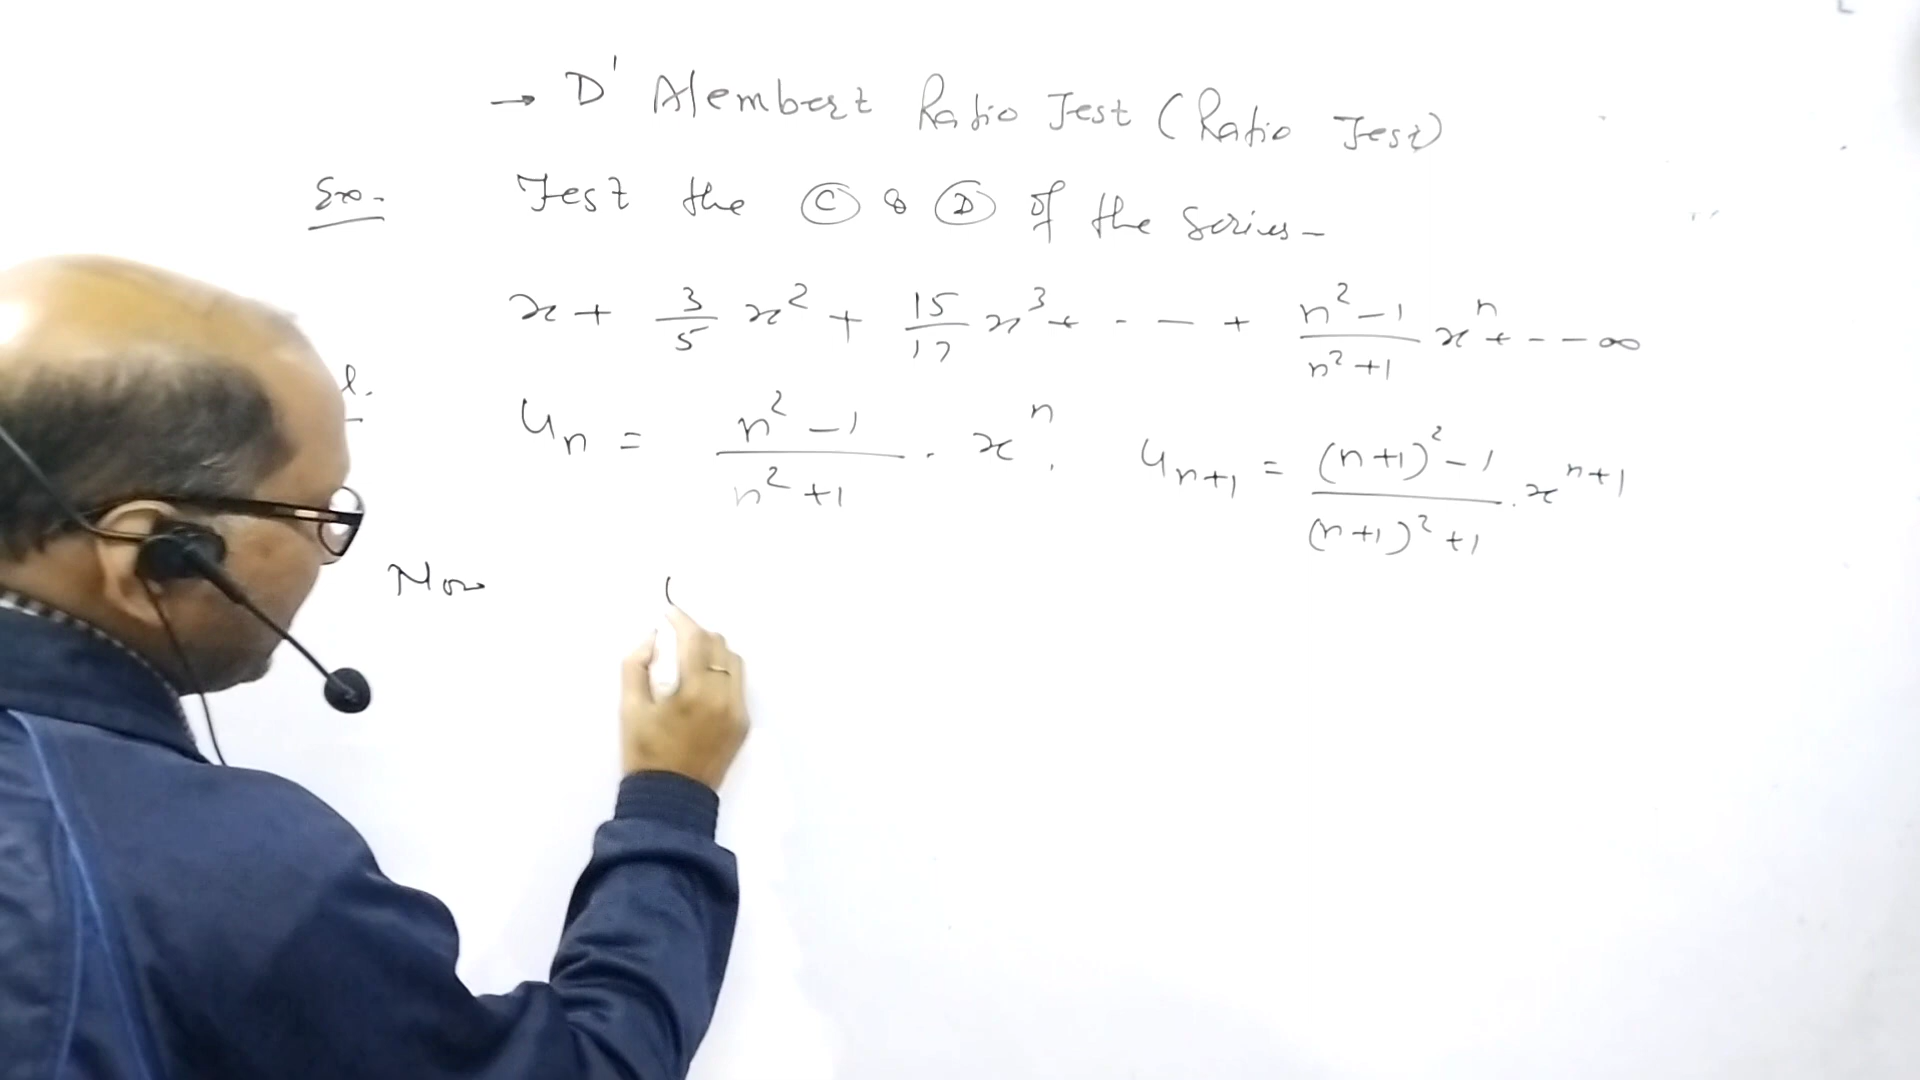 → D' Alembert Ratio Test (Ratio Test)
Ex. Test the Ⓒ & Ⓓ of the series –
x + 3/5 x² + 15/17 x³ + - - - + n²-1/n²+1 xⁿ + - - - ∞
l. uₙ = n²-1/n²+1 . xⁿ, uₙ₊₁ = (n+1)²-1/(n+1)²+1 . xⁿ⁺¹
Now (